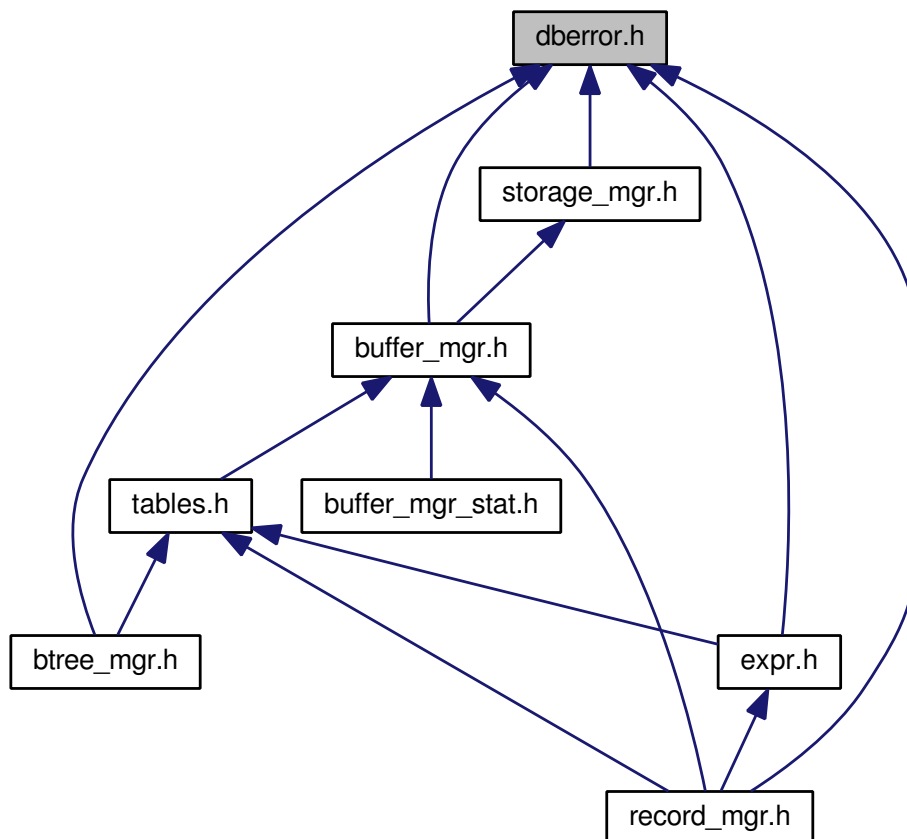 dberror.h
storage_mgr.h
buffer_mgr.h
tables.h
buffer_mgr_stat.h
btree_mgr.h
expr.h
record_mgr.h